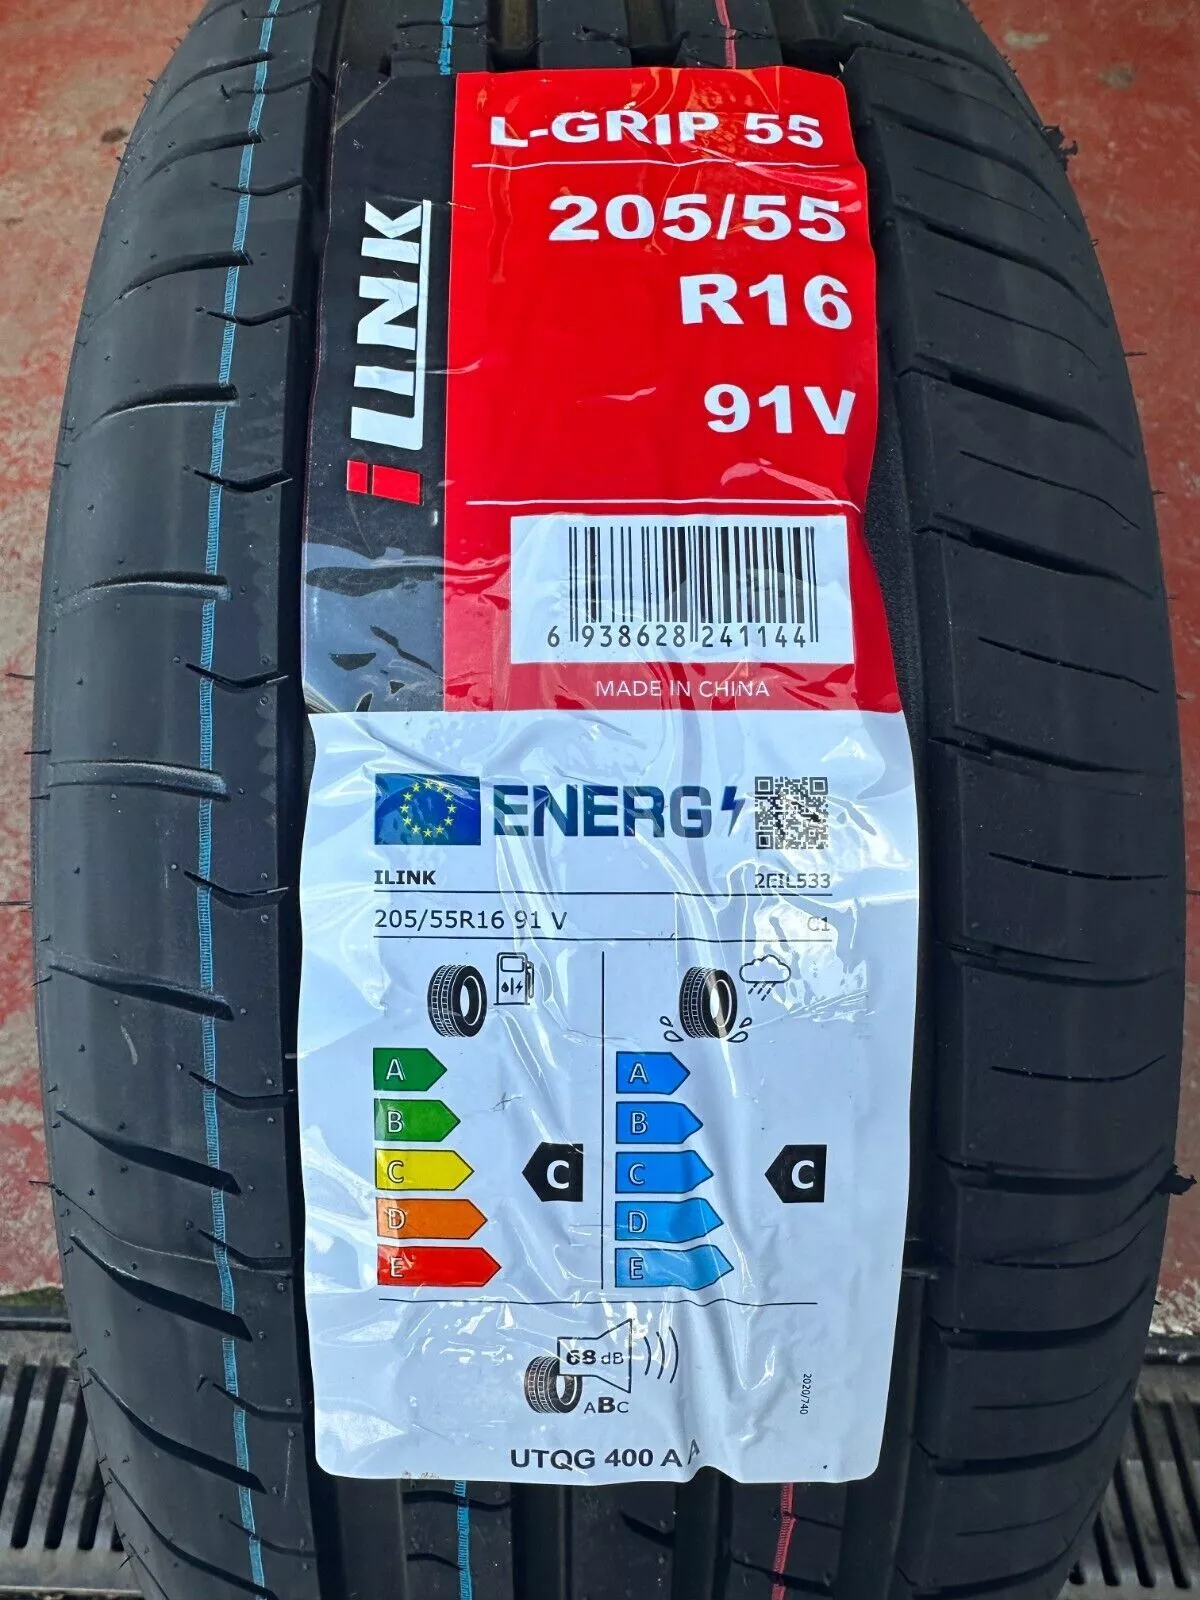 iLINK
L-GRIP 55
205/55
R16
91V
6 938628 241144
MADE IN CHINA
ENERG
ILINK 2EIL533
205/55R16 91 V C1
A A
B B
C C C C
D D
E E
68 dB
ABC
2020/740
UTQG 400 A A